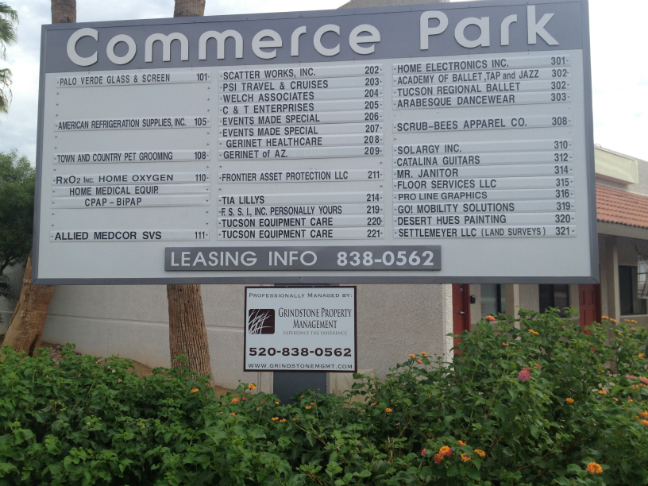 Commerce Park
PALO VERDE GLASS & SCREEN 101
AMERICAN REFRIGERATION SUPPLIES, INC. 105
TOWN AND COUNTRY PET GROOMING 108
RxO2 INC. HOME OXYGEN 110
HOME MEDICAL EQUIP.
CPAP - BIPAP
ALLIED MEDCOR SVS 111
SCATTER WORKS, INC. 202
PSI TRAVEL & CRUISES 203
WELCH ASSOCIATES 204
C & T ENTERPRISES 205
EVENTS MADE SPECIAL 206
EVENTS MADE SPECIAL 207
GERINET HEALTHCARE 208
GERINET of AZ. 209
FRONTIER ASSET PROTECTION LLC 211
TIA LILLYS 214
F. S. S. I., INC. PERSONALLY YOURS 219
TUCSON EQUIPMENT CARE 220
TUCSON EQUIPMENT CARE 221
HOME ELECTRONICS INC. 301
ACADEMY OF BALLET, TAP and JAZZ 302
TUCSON REGIONAL BALLET 302
ARABESQUE DANCEWEAR 303
SCRUB-BEES APPAREL CO. 308
SOLARGY INC. 310
CATALINA GUITARS 312
MR. JANITOR 314
FLOOR SERVICES LLC 315
PRO LINE GRAPHICS 316
GO! MOBILITY SOLUTIONS 319
DESERT HUES PAINTING 320
SETTLEMEYER LLC (LAND SURVEYS) 321
LEASING INFO 838-0562
PROFESSIONALLY MANAGED BY:
GRINDSTONE PROPERTY
MANAGEMENT
EXPERIENCE THE DIFFERENCE
520-838-0562
WWW.GRINDSTONEMGMT.COM